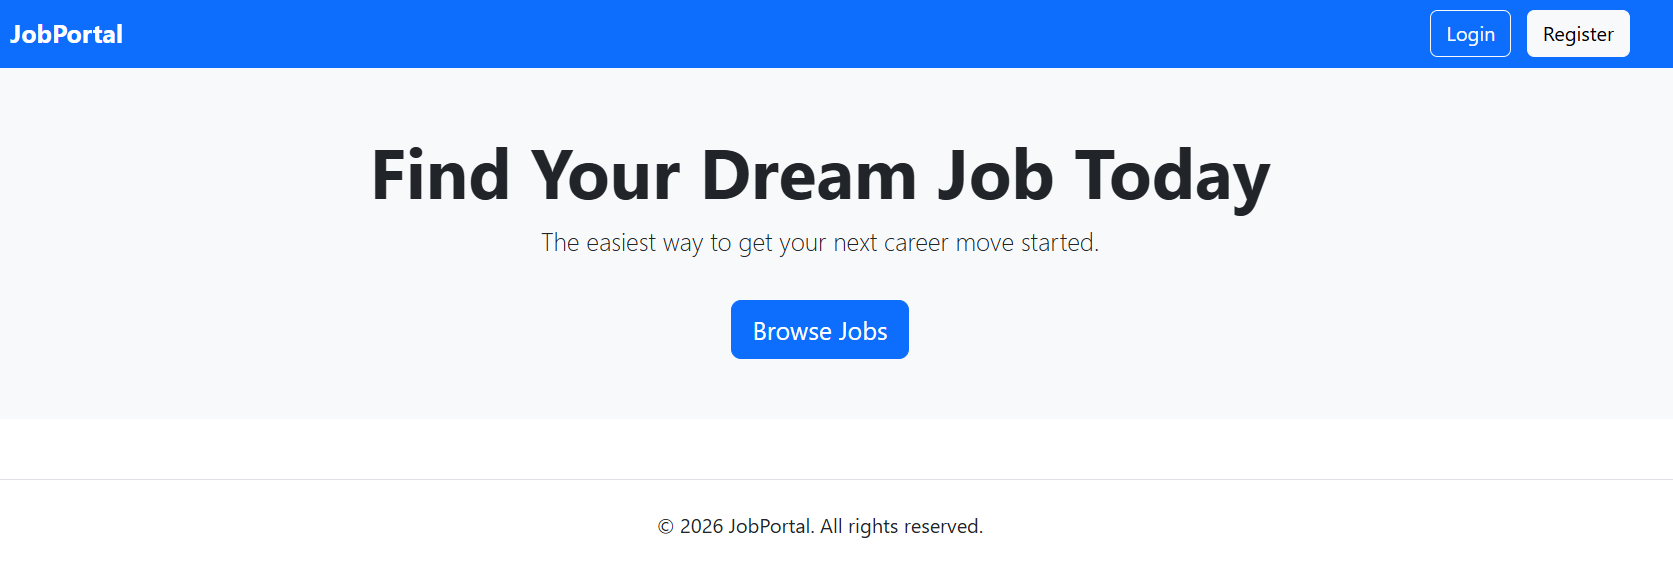 JobPortal
Login
Register
Find Your Dream Job Today
The easiest way to get your next career move started.
Browse Jobs
© 2026 JobPortal. All rights reserved.